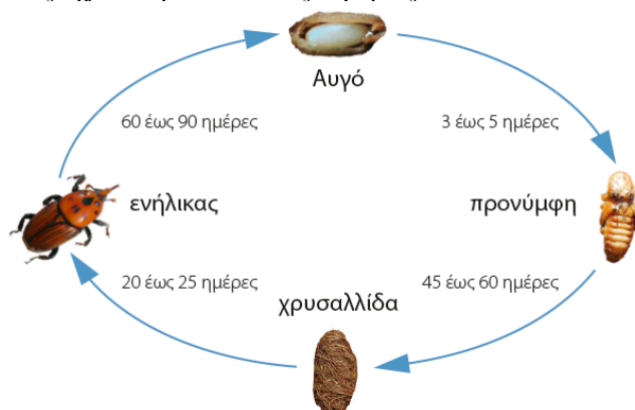 Αυγό
60 έως 90 ημέρες
3 έως 5 ημέρες
ενήλικας
προνύμφη
20 έως 25 ημέρες
45 έως 60 ημέρες
χρυσαλλίδα